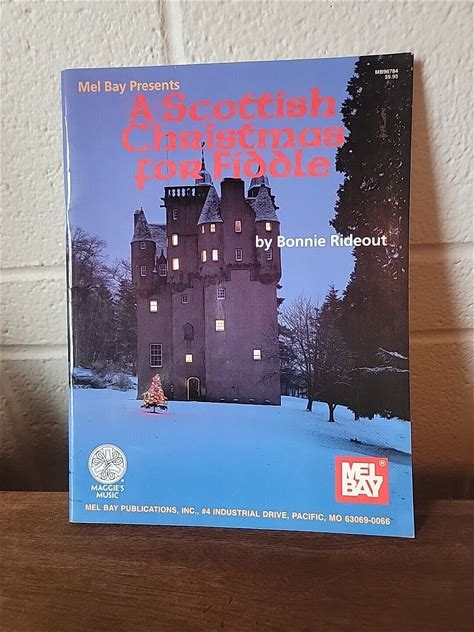 MB96784
$9.95
Mel Bay Presents
A Scottish
Christmas
for Fiddle
by Bonnie Rideout
MAGGIE'S
MUSIC
MEL
BAY
®
MEL BAY PUBLICATIONS, INC., #4 INDUSTRIAL DRIVE, PACIFIC, MO 63069-0066